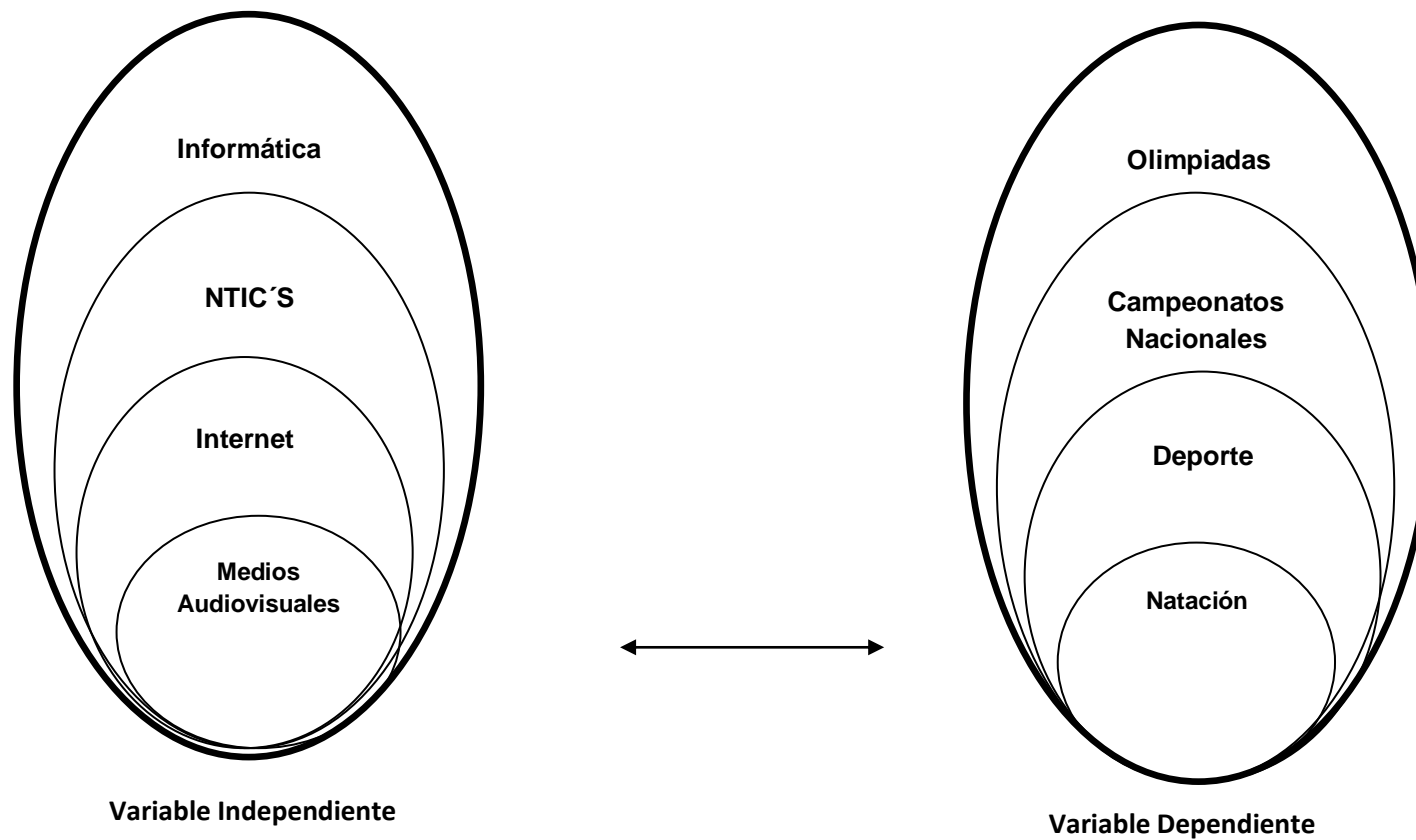 Informática
NTIC´S
Internet
Medios
Audiovisuales
Variable Independiente
Olimpiadas
Campeonatos
Nacionales
Deporte
Natación
Variable Dependiente